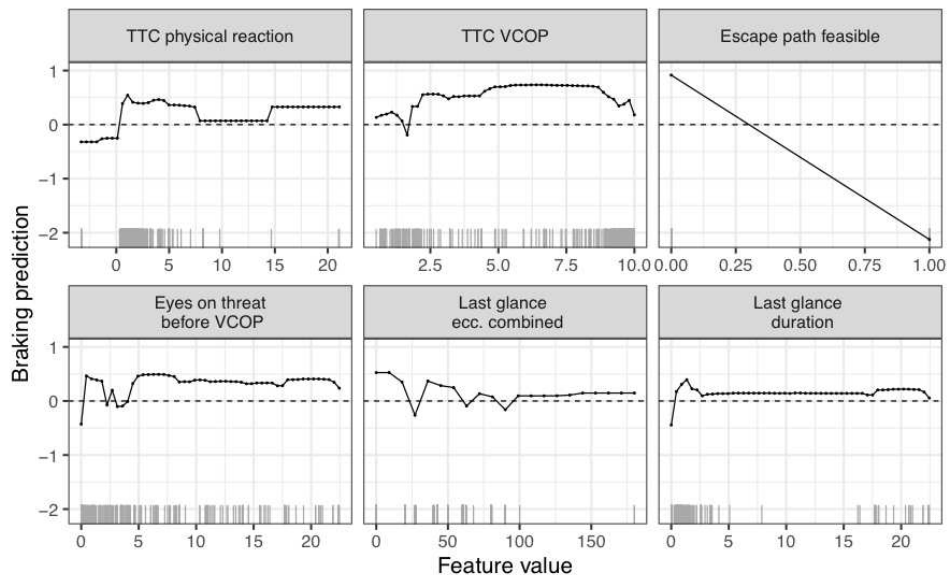 TTC physical reaction
TTC VCOP
Escape path feasible
1
0
−1
−2
0 5 10 15 20
2.5 5.0 7.5 10.0
0.00 0.25 0.50 0.75 1.00
Eyes on threat
before VCOP
Last glance
ecc. combined
Last glance
duration
1
0
−1
−2
0 5 10 15 20
0 50 100 150
0 5 10 15 20
Braking prediction
Feature value